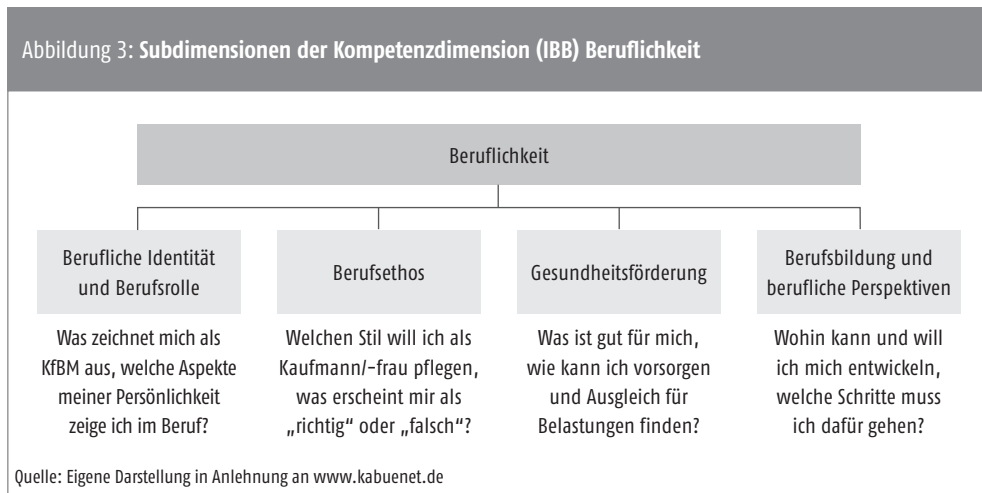 Abbildung 3: Subdimensionen der Kompetenzdimension (IBB) Beruflichkeit
Beruflichkeit
Berufliche Identität
und Berufsrolle
Was zeichnet mich als
KfBM aus, welche Aspekte
meiner Persönlichkeit
zeige ich im Beruf?
Berufsethos
Welchen Stil will ich als
Kaufmann/-frau pflegen,
was erscheint mir als
„richtig“ oder „falsch“?
Gesundheitsförderung
Was ist gut für mich,
wie kann ich vorsorgen
und Ausgleich für
Belastungen finden?
Berufsbildung und
berufliche Perspektiven
Wohin kann und will
ich mich entwickeln,
welche Schritte muss
ich dafür gehen?
Quelle: Eigene Darstellung in Anlehnung an www.kabuenet.de